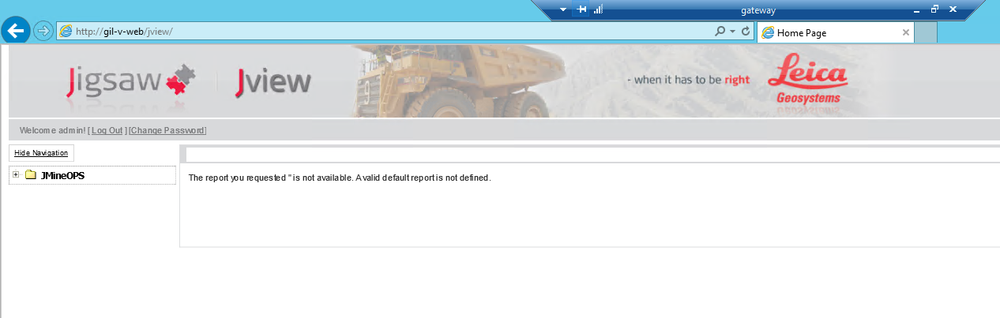 gateway
http://gil-v-web/jview/
Home Page
Jigsaw Jview - when it has to be right Leica
Geosystems
Welcome admin! [ Log Out ] [Change Password]
Hide Navigation
JMineOPS
The report you requested '' is not available. A valid default report is not defined.